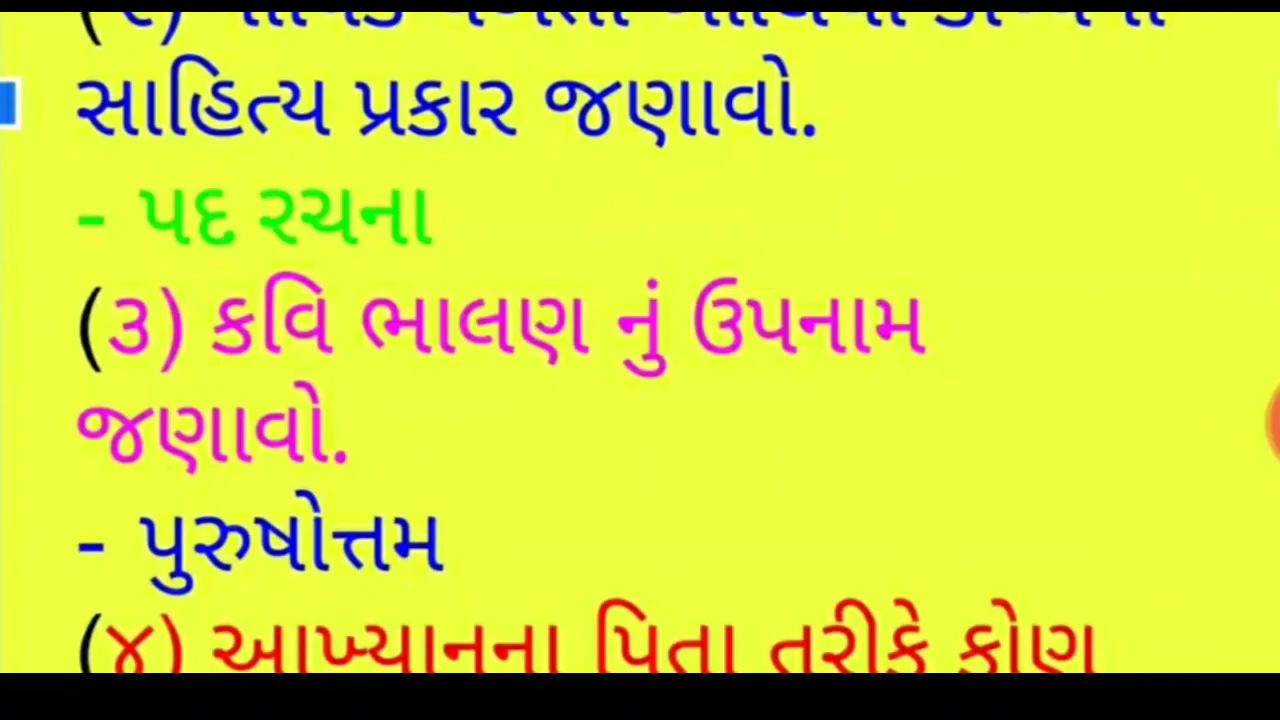 સાહિત્ય પ્રકાર જણાવો.
- પદ રચના
(૩) કવિ ભાલણ નું ઉપનામ
જણાવો.
- પુરુષોત્તમ
(૪) આખ્યાનના પિતા તરીકે કોણ